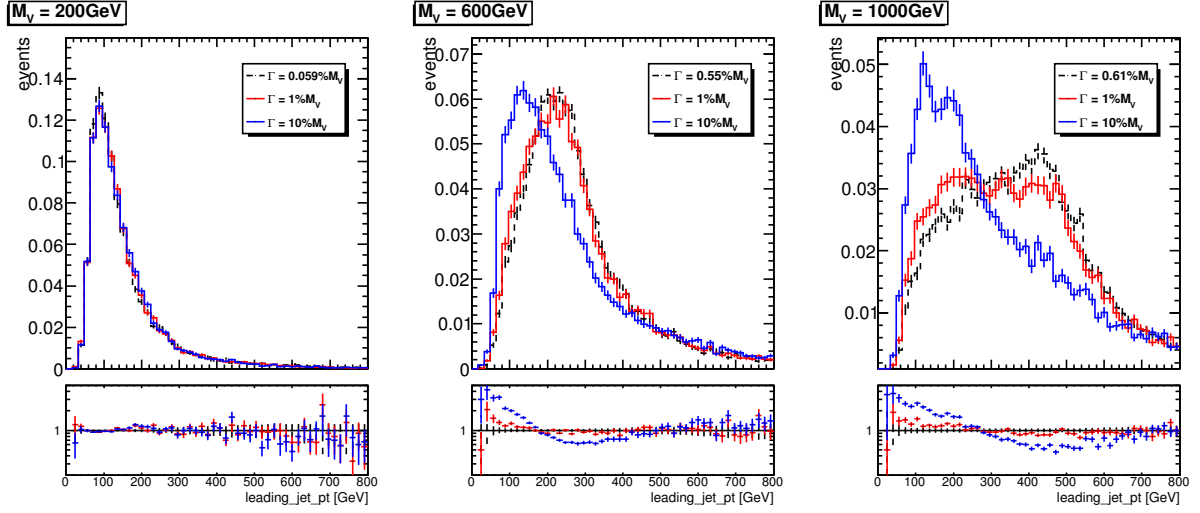 M_V = 200GeV
events
Γ = 0.059%M_V
Γ = 1%M_V
Γ = 10%M_V
0.14
0.12
0.1
0.08
0.06
0.04
0.02
0
1
0 100 200 300 400 500 600 700 800
leading_jet_pt [GeV]
M_V = 600GeV
events
Γ = 0.55%M_V
Γ = 1%M_V
Γ = 10%M_V
0.07
0.06
0.05
0.04
0.03
0.02
0.01
0
1
0 100 200 300 400 500 600 700 800
leading_jet_pt [GeV]
M_V = 1000GeV
events
Γ = 0.61%M_V
Γ = 1%M_V
Γ = 10%M_V
0.05
0.04
0.03
0.02
0.01
0
1
0 100 200 300 400 500 600 700 800
leading_jet_pt [GeV]